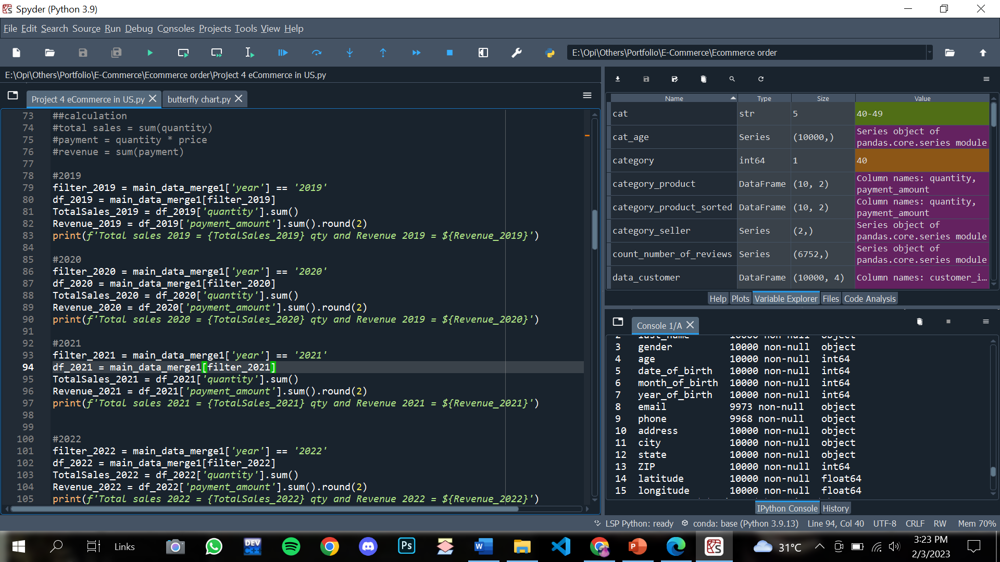 Spyder (Python 3.9)
File Edit Search Source Run Debug Consoles Projects Tools View Help
E:\Opi\Others\Portfolio\E-Commerce\Ecommerce order
E:\Opi\Others\Portfolio\E-Commerce\Ecommerce order\Project 4 eCommerce in US.py
Project 4 eCommerce in US.py
butterfly chart.py
73 ##calculation
74 #total sales = sum(quantity)
75 #payment = quantity * price
76 #revenue = sum(payment)
77
78 #2019
79 filter_2019 = main_data_merge1['year'] == '2019'
80 df_2019 = main_data_merge1[filter_2019]
81 TotalSales_2019 = df_2019['quantity'].sum()
82 Revenue_2019 = df_2019['payment_amount'].sum().round(2)
83 print(f'Total sales 2019 = {TotalSales_2019} qty and Revenue 2019 = ${Revenue_2019}')
84
85 #2020
86 filter_2020 = main_data_merge1['year'] == '2020'
87 df_2020 = main_data_merge1[filter_2020]
88 TotalSales_2020 = df_2020['quantity'].sum()
89 Revenue_2020 = df_2020['payment_amount'].sum().round(2)
90 print(f'Total sales 2020 = {TotalSales_2020} qty and Revenue 2019 = ${Revenue_2020}')
91
92 #2021
93 filter_2021 = main_data_merge1['year'] == '2021'
94 df_2021 = main_data_merge1[filter_2021]
95 TotalSales_2021 = df_2021['quantity'].sum()
96 Revenue_2021 = df_2021['payment_amount'].sum().round(2)
97 print(f'Total sales 2021 = {TotalSales_2021} qty and Revenue 2021 = ${Revenue_2021}')
98
99
100 #2022
101 filter_2022 = main_data_merge1['year'] == '2022'
102 df_2022 = main_data_merge1[filter_2022]
103 TotalSales_2022 = df_2022['quantity'].sum()
104 Revenue_2022 = df_2022['payment_amount'].sum().round(2)
105 print(f'Total sales 2022 = {TotalSales_2022} qty and Revenue 2022 = ${Revenue_2022}')
Name Type Size Value
cat str 5 40-49
cat_age Series (10000,) Series object of
pandas.core.series module
category int64 1 40
category_product DataFrame (10, 2) Column names: quantity,
payment_amount
category_product_sorted DataFrame (10, 2) Column names: quantity,
payment_amount
category_seller Series (2,) Series object of
pandas.core.series module
count_number_of_reviews Series (6752,) Series object of
pandas.core.series module
data_customer DataFrame (10000, 4) Column names: customer_i…
Help Plots Variable Explorer Files Code Analysis
Console 1/A
2 last_name 10000 non-null object
3 gender 10000 non-null object
4 age 10000 non-null int64
5 date_of_birth 10000 non-null int64
6 month_of_birth 10000 non-null int64
7 year_of_birth 10000 non-null int64
8 email 9973 non-null object
9 phone 9968 non-null object
10 address 10000 non-null object
11 city 10000 non-null object
12 state 10000 non-null object
13 ZIP 10000 non-null int64
14 latitude 10000 non-null float64
15 longitude 10000 non-null float64
IPython Console History
LSP Python: ready conda: base (Python 3.9.13) Line 94, Col 40 UTF-8 CRLF RW Mem 70%
Links
DEV
C++
Ps
W
P
31°C
3:23 PM
2/3/2023